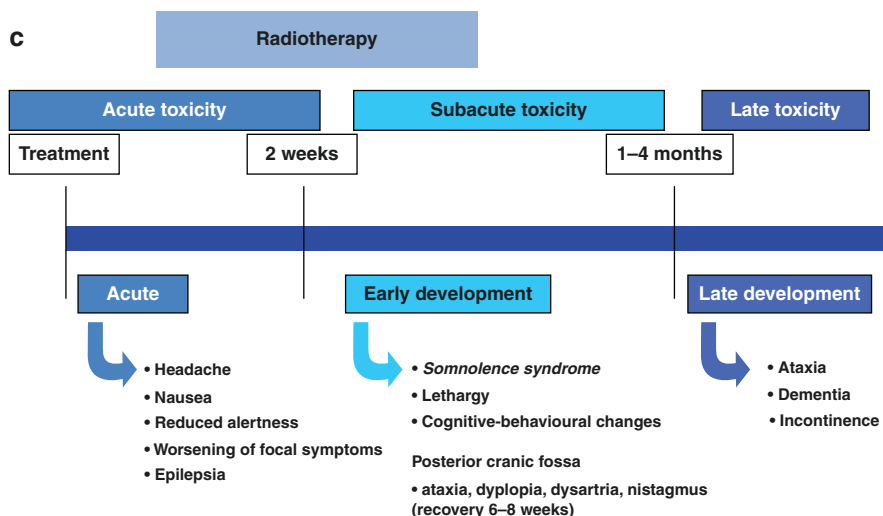 c
Radiotherapy
Acute toxicity
Subacute toxicity
Late toxicity
Treatment
2 weeks
1–4 months
Acute
Early development
Late development
• Headache
• Nausea
• Reduced alertness
• Worsening of focal symptoms
• Epilepsia
• Somnolence syndrome
• Lethargy
• Cognitive-behavioural changes
Posterior cranic fossa
• ataxia, dyplopia, dysartria, nistagmus
(recovery 6–8 weeks)
• Ataxia
• Dementia
• Incontinence